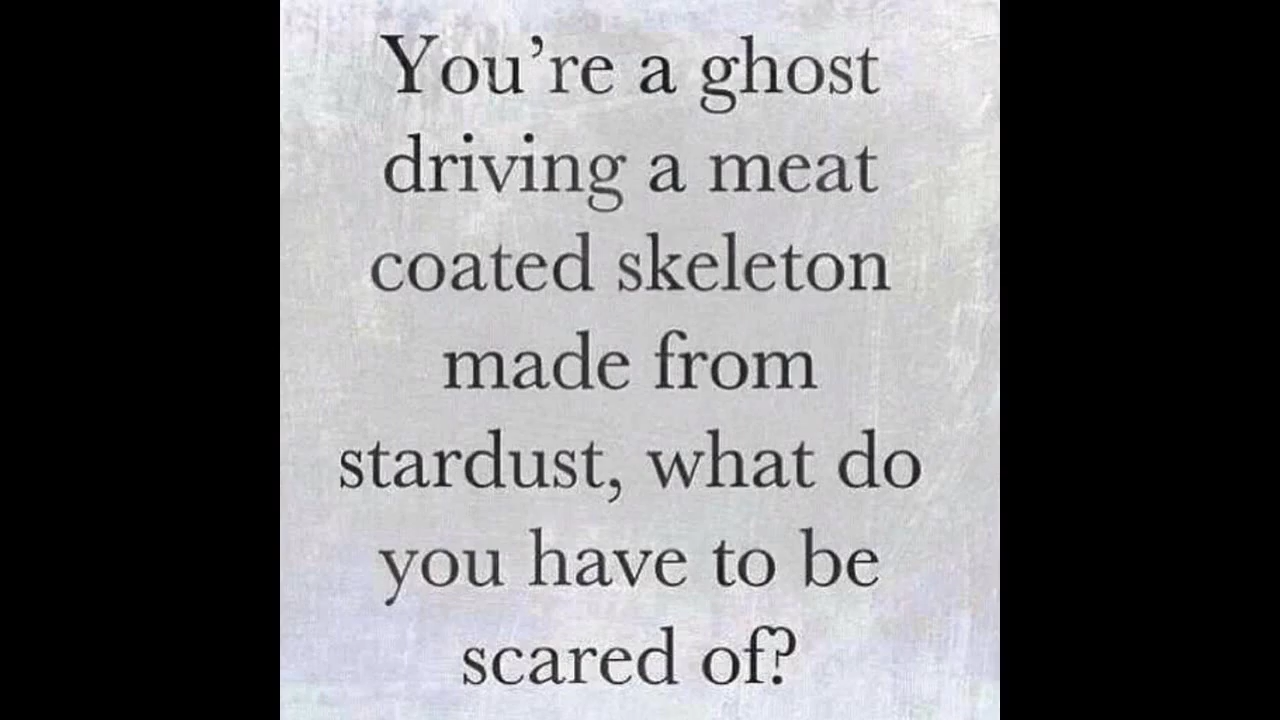 You’re a ghost
driving a meat
coated skeleton
made from
stardust, what do
you have to be
scared of?